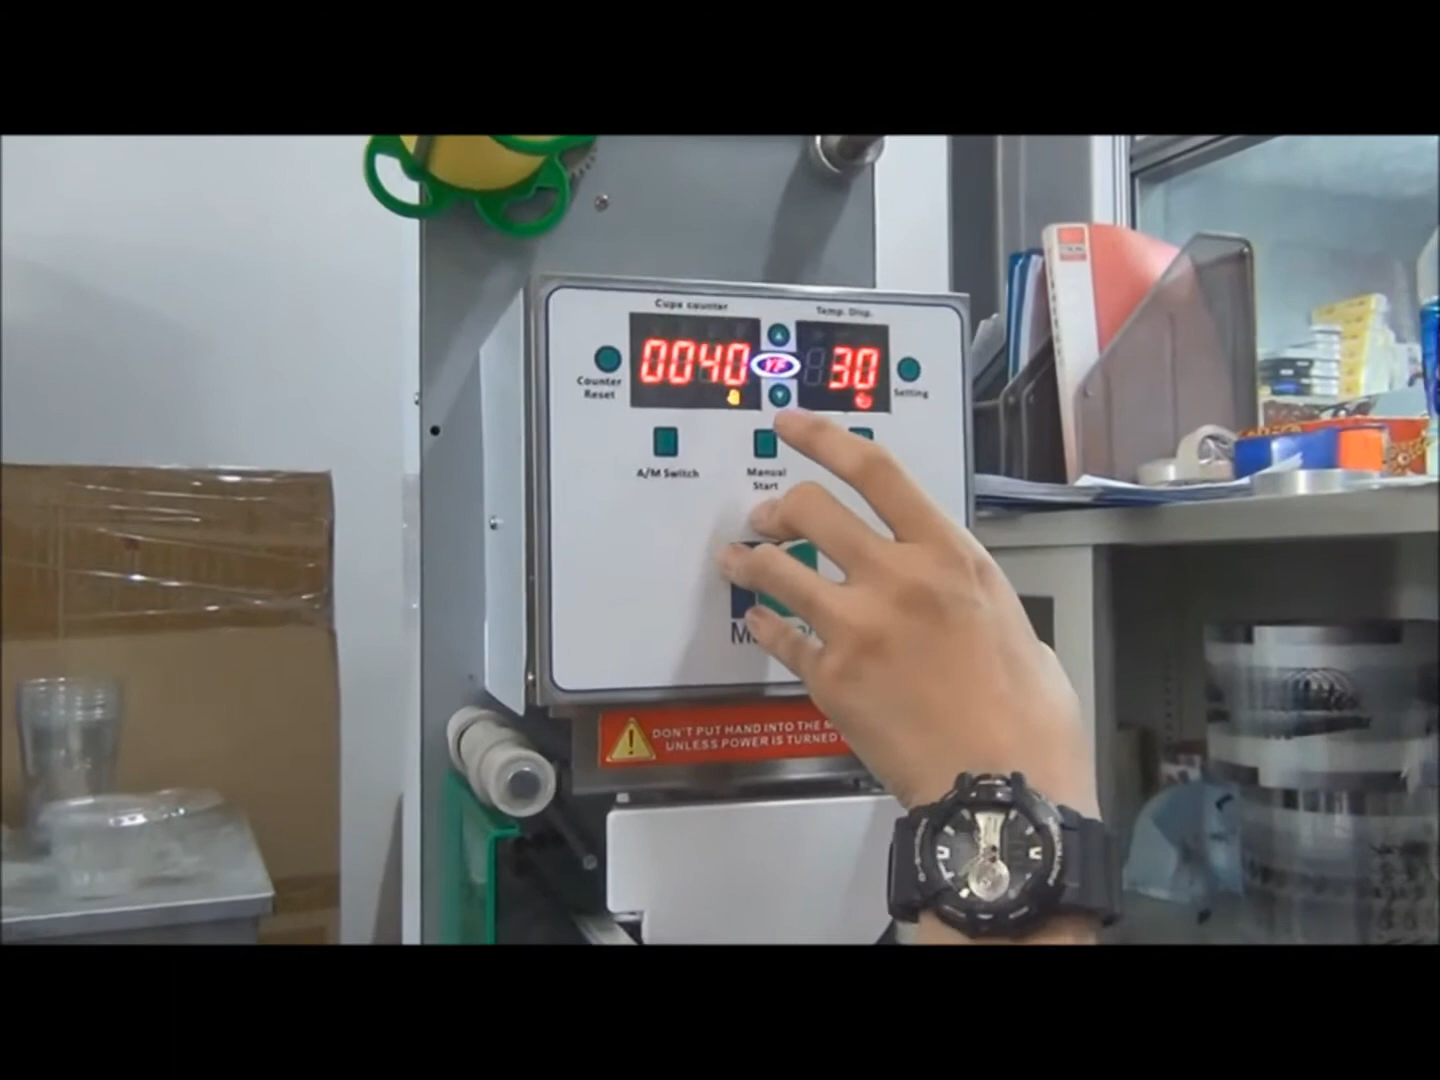 Cups counter
Temp. Disp.
0040
YF
30
Counter
Reset
Setting
A/M Switch
Manual
Start
DON'T PUT HAND INTO THE
UNLESS POWER IS TURNED